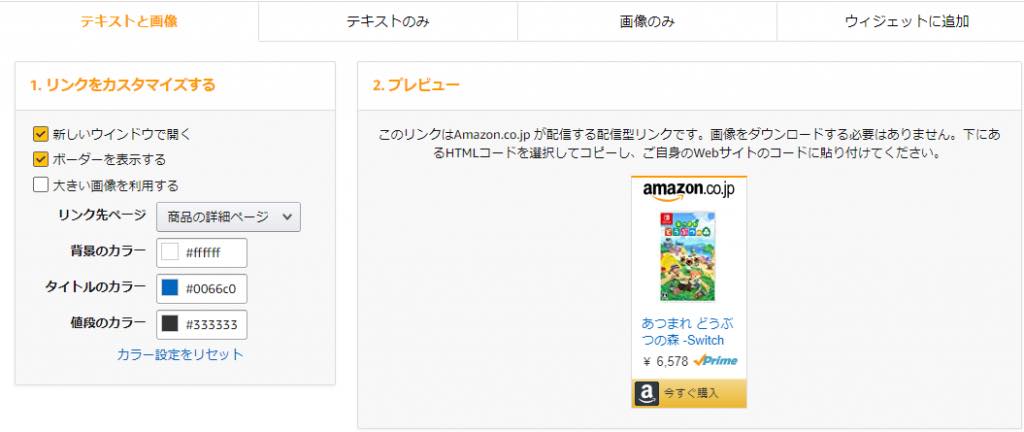 テキストと画像
テキストのみ
画像のみ
ウィジェットに追加
1. リンクをカスタマイズする
新しいウインドウで開く
ボーダーを表示する
大きい画像を利用する
リンク先ページ 商品の詳細ページ
背景のカラー #ffffff
タイトルのカラー #0066c0
値段のカラー #333333
カラー設定をリセット
2. プレビュー
このリンクはAmazon.co.jp が配信する配信型リンクです。画像をダウンロードする必要はありません。下にあ
るHTMLコードを選択してコピーし、ご自身のWebサイトのコードに貼り付けてください。
amazon.co.jp
あつまれ
どうぶつの森
あつまれ どうぶ
つの森 -Switch
¥ 6,578 Prime
a 今すぐ購入